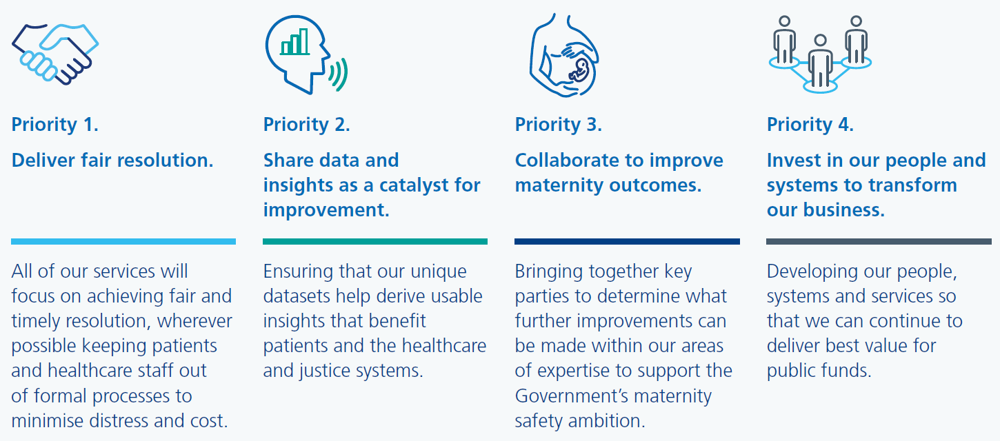 Priority 1.
Deliver fair resolution.
All of our services will
focus on achieving fair and
timely resolution, wherever
possible keeping patients
and healthcare staff out
of formal processes to
minimise distress and cost.
Priority 2.
Share data and
insights as a catalyst for
improvement.
Ensuring that our unique
datasets help derive usable
insights that benefit
patients and the healthcare
and justice systems.
Priority 3.
Collaborate to improve
maternity outcomes.
Bringing together key
parties to determine what
further improvements can
be made within our areas
of expertise to support the
Government’s maternity
safety ambition.
Priority 4.
Invest in our people and
systems to transform
our business.
Developing our people,
systems and services so
that we can continue to
deliver best value for
public funds.